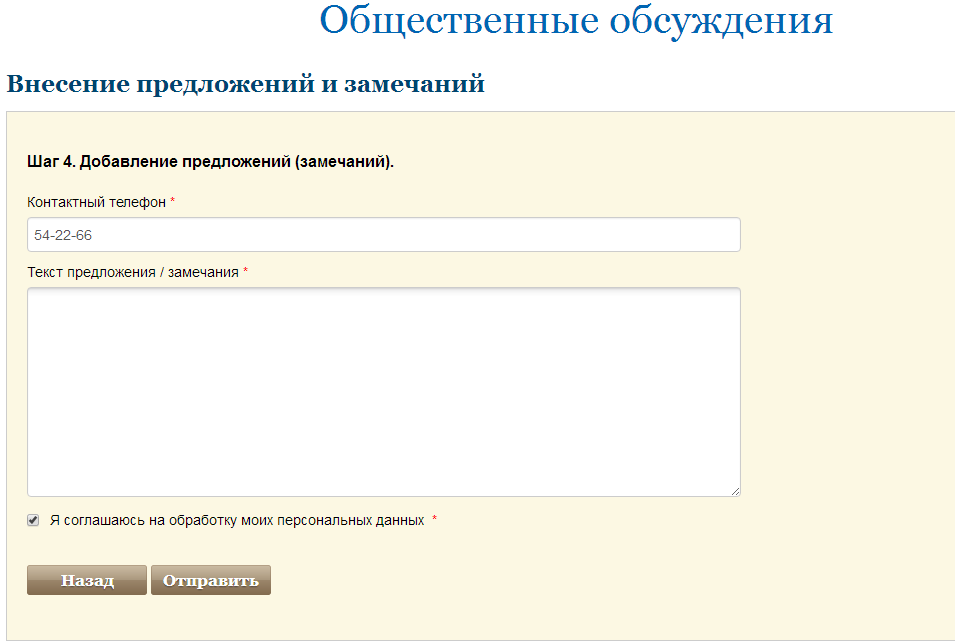 Общественные обсуждения
Внесение предложений и замечаний
Шаг 4. Добавление предложений (замечаний).
Контактный телефон *
54-22-66
Текст предложения / замечания *
Я соглашаюсь на обработку моих персональных данных *
Назад Отправить